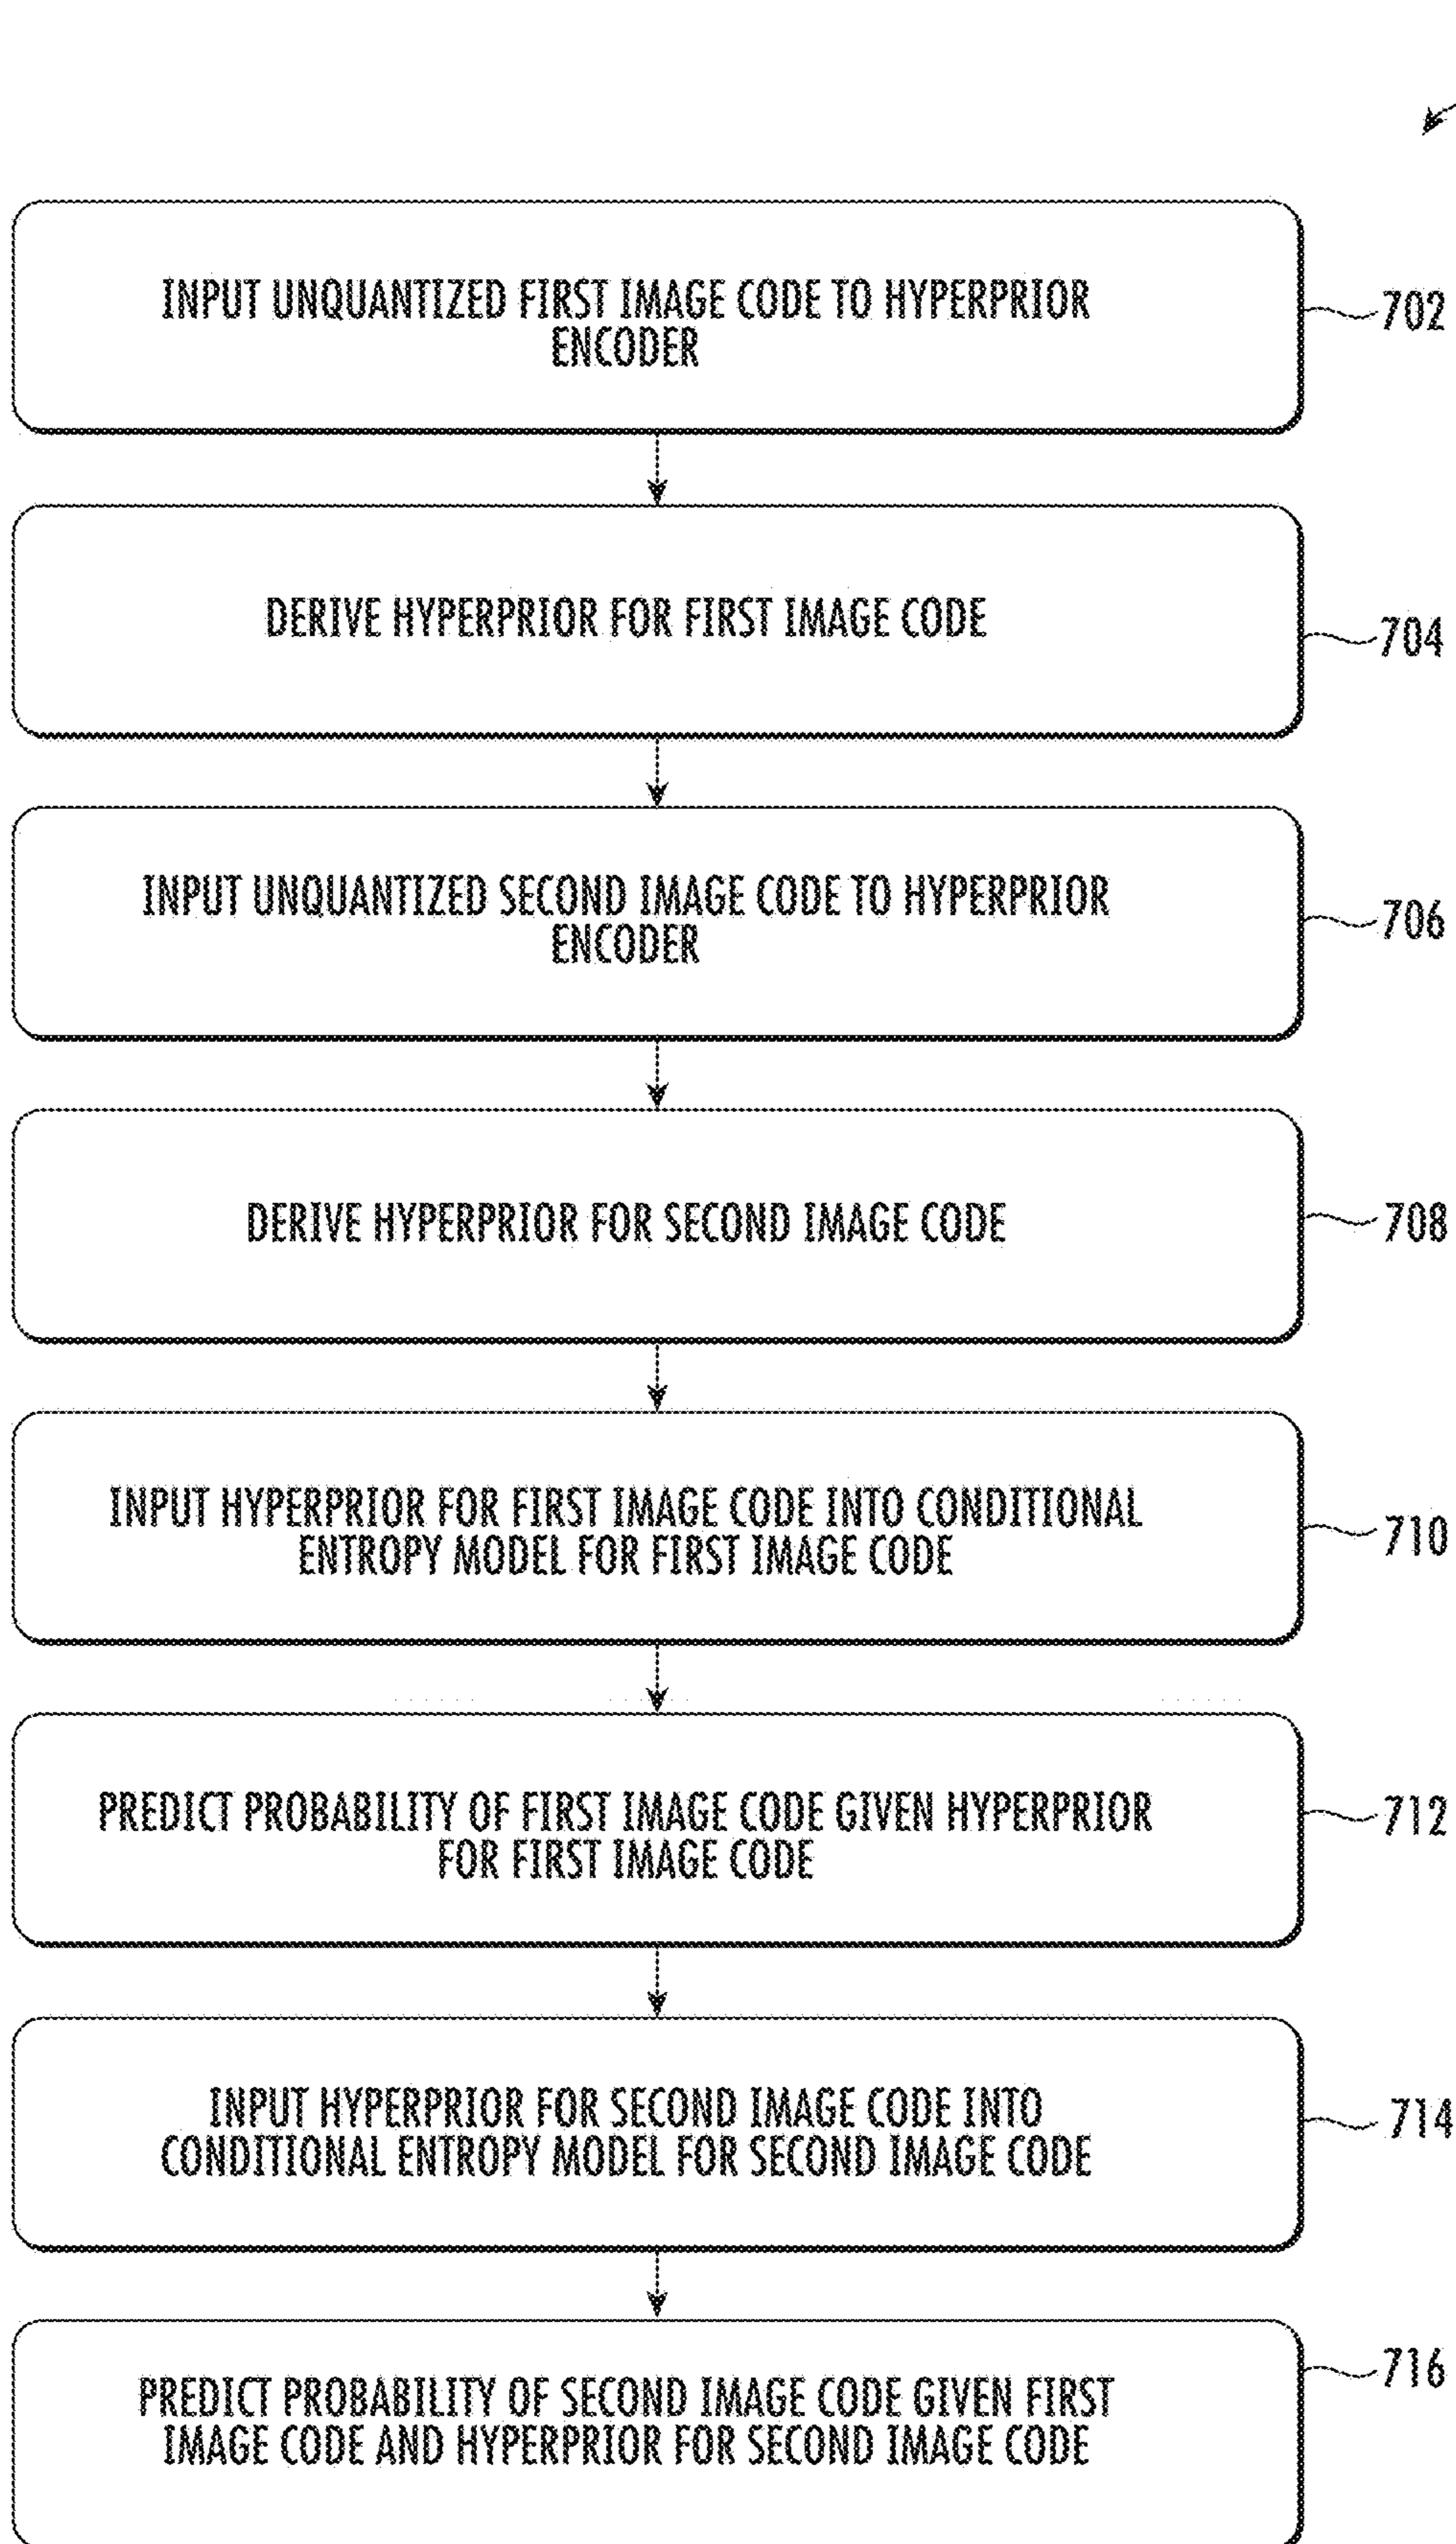 INPUT UNQUANTIZED FIRST IMAGE CODE TO HYPERPRIOR
ENCODER
702
DERIVE HYPERPRIOR FOR FIRST IMAGE CODE
704
INPUT UNQUANTIZED SECOND IMAGE CODE TO HYPERPRIOR
ENCODER
706
DERIVE HYPERPRIOR FOR SECOND IMAGE CODE
708
INPUT HYPERPRIOR FOR FIRST IMAGE CODE INTO CONDITIONAL
ENTROPY MODEL FOR FIRST IMAGE CODE
710
PREDICT PROBABILITY OF FIRST IMAGE CODE GIVEN HYPERPRIOR
FOR FIRST IMAGE CODE
712
INPUT HYPERPRIOR FOR SECOND IMAGE CODE INTO
CONDITIONAL ENTROPY MODEL FOR SECOND IMAGE CODE
714
PREDICT PROBABILITY OF SECOND IMAGE CODE GIVEN FIRST
IMAGE CODE AND HYPERPRIOR FOR SECOND IMAGE CODE
716